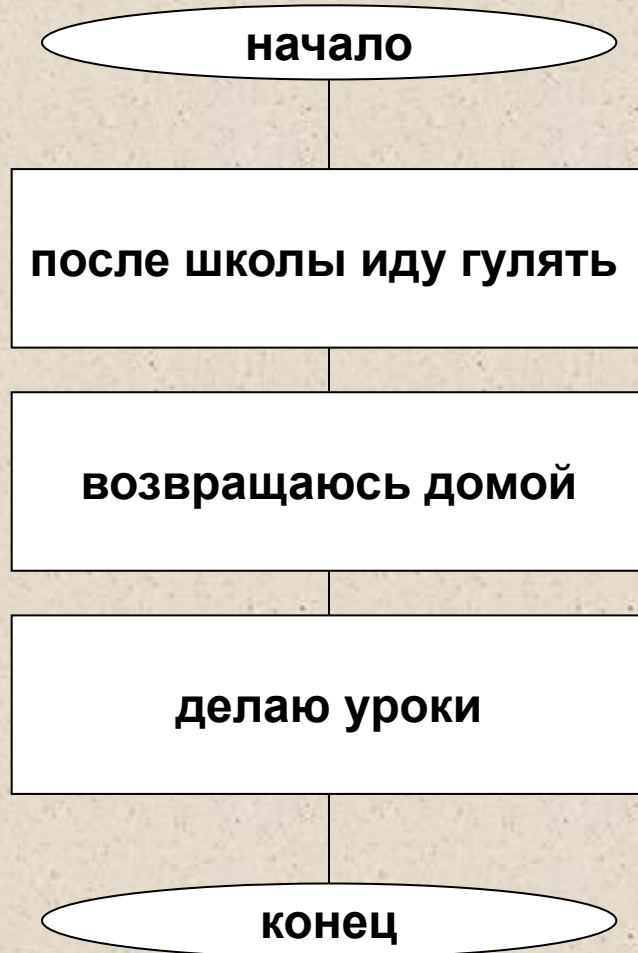 начало
после школы иду гулять
возвращаюсь домой
делаю уроки
конец